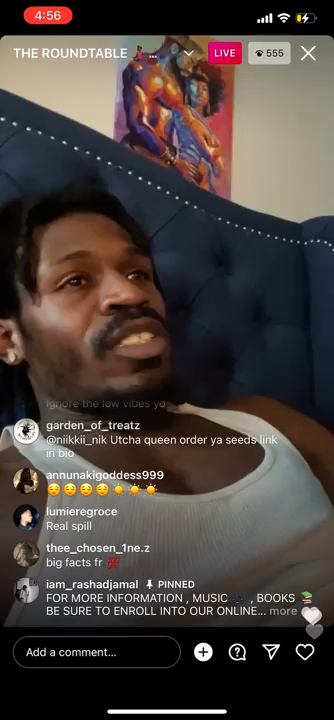 4:56
THE ROUNDTABLE 💃🏾 ...
LIVE
555
ignore the low vibes yo
garden_of_treatz
@niikkii_nik Utcha queen order ya seeds link
in bio
annunakigoddess999
☺️☺️☺️☺️☀️☀️☀️
lumieregroce
Real spill
thee_chosen_1ne.z
big facts fr 💯
iam_rashadjamal PINNED
FOR MORE INFORMATION , MUSIC 🎶 , BOOKS 📚
BE SURE TO ENROLL INTO OUR ONLINE... more
Add a comment...